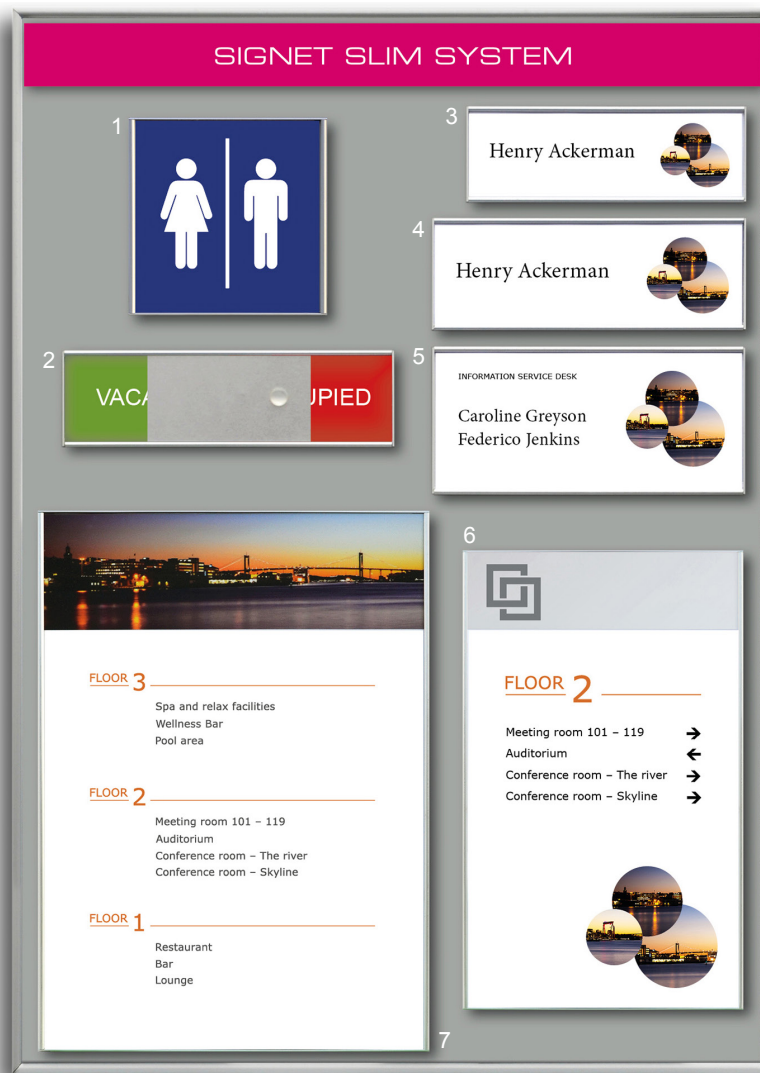 SIGNET SLIM SYSTEM
1
3
Henry Ackerman
4
Henry Ackerman
2
VACA
UPIED
5
INFORMATION SERVICE DESK
Caroline Greyson
Federico Jenkins
FLOOR 3
Spa and relax facilities
Wellness Bar
Pool area
FLOOR 2
Meeting room 101 – 119
Auditorium
Conference room – The river
Conference room – Skyline
FLOOR 1
Restaurant
Bar
Lounge
7
6
FLOOR 2
Meeting room 101 – 119 →
Auditorium ←
Conference room – The river →
Conference room – Skyline →